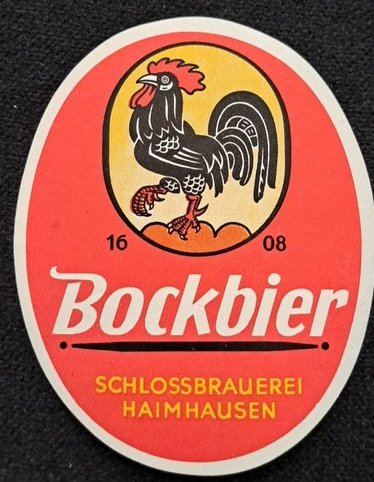 16 08
Bockbier
SCHLOSSBRAUEREI
HAIMHAUSEN